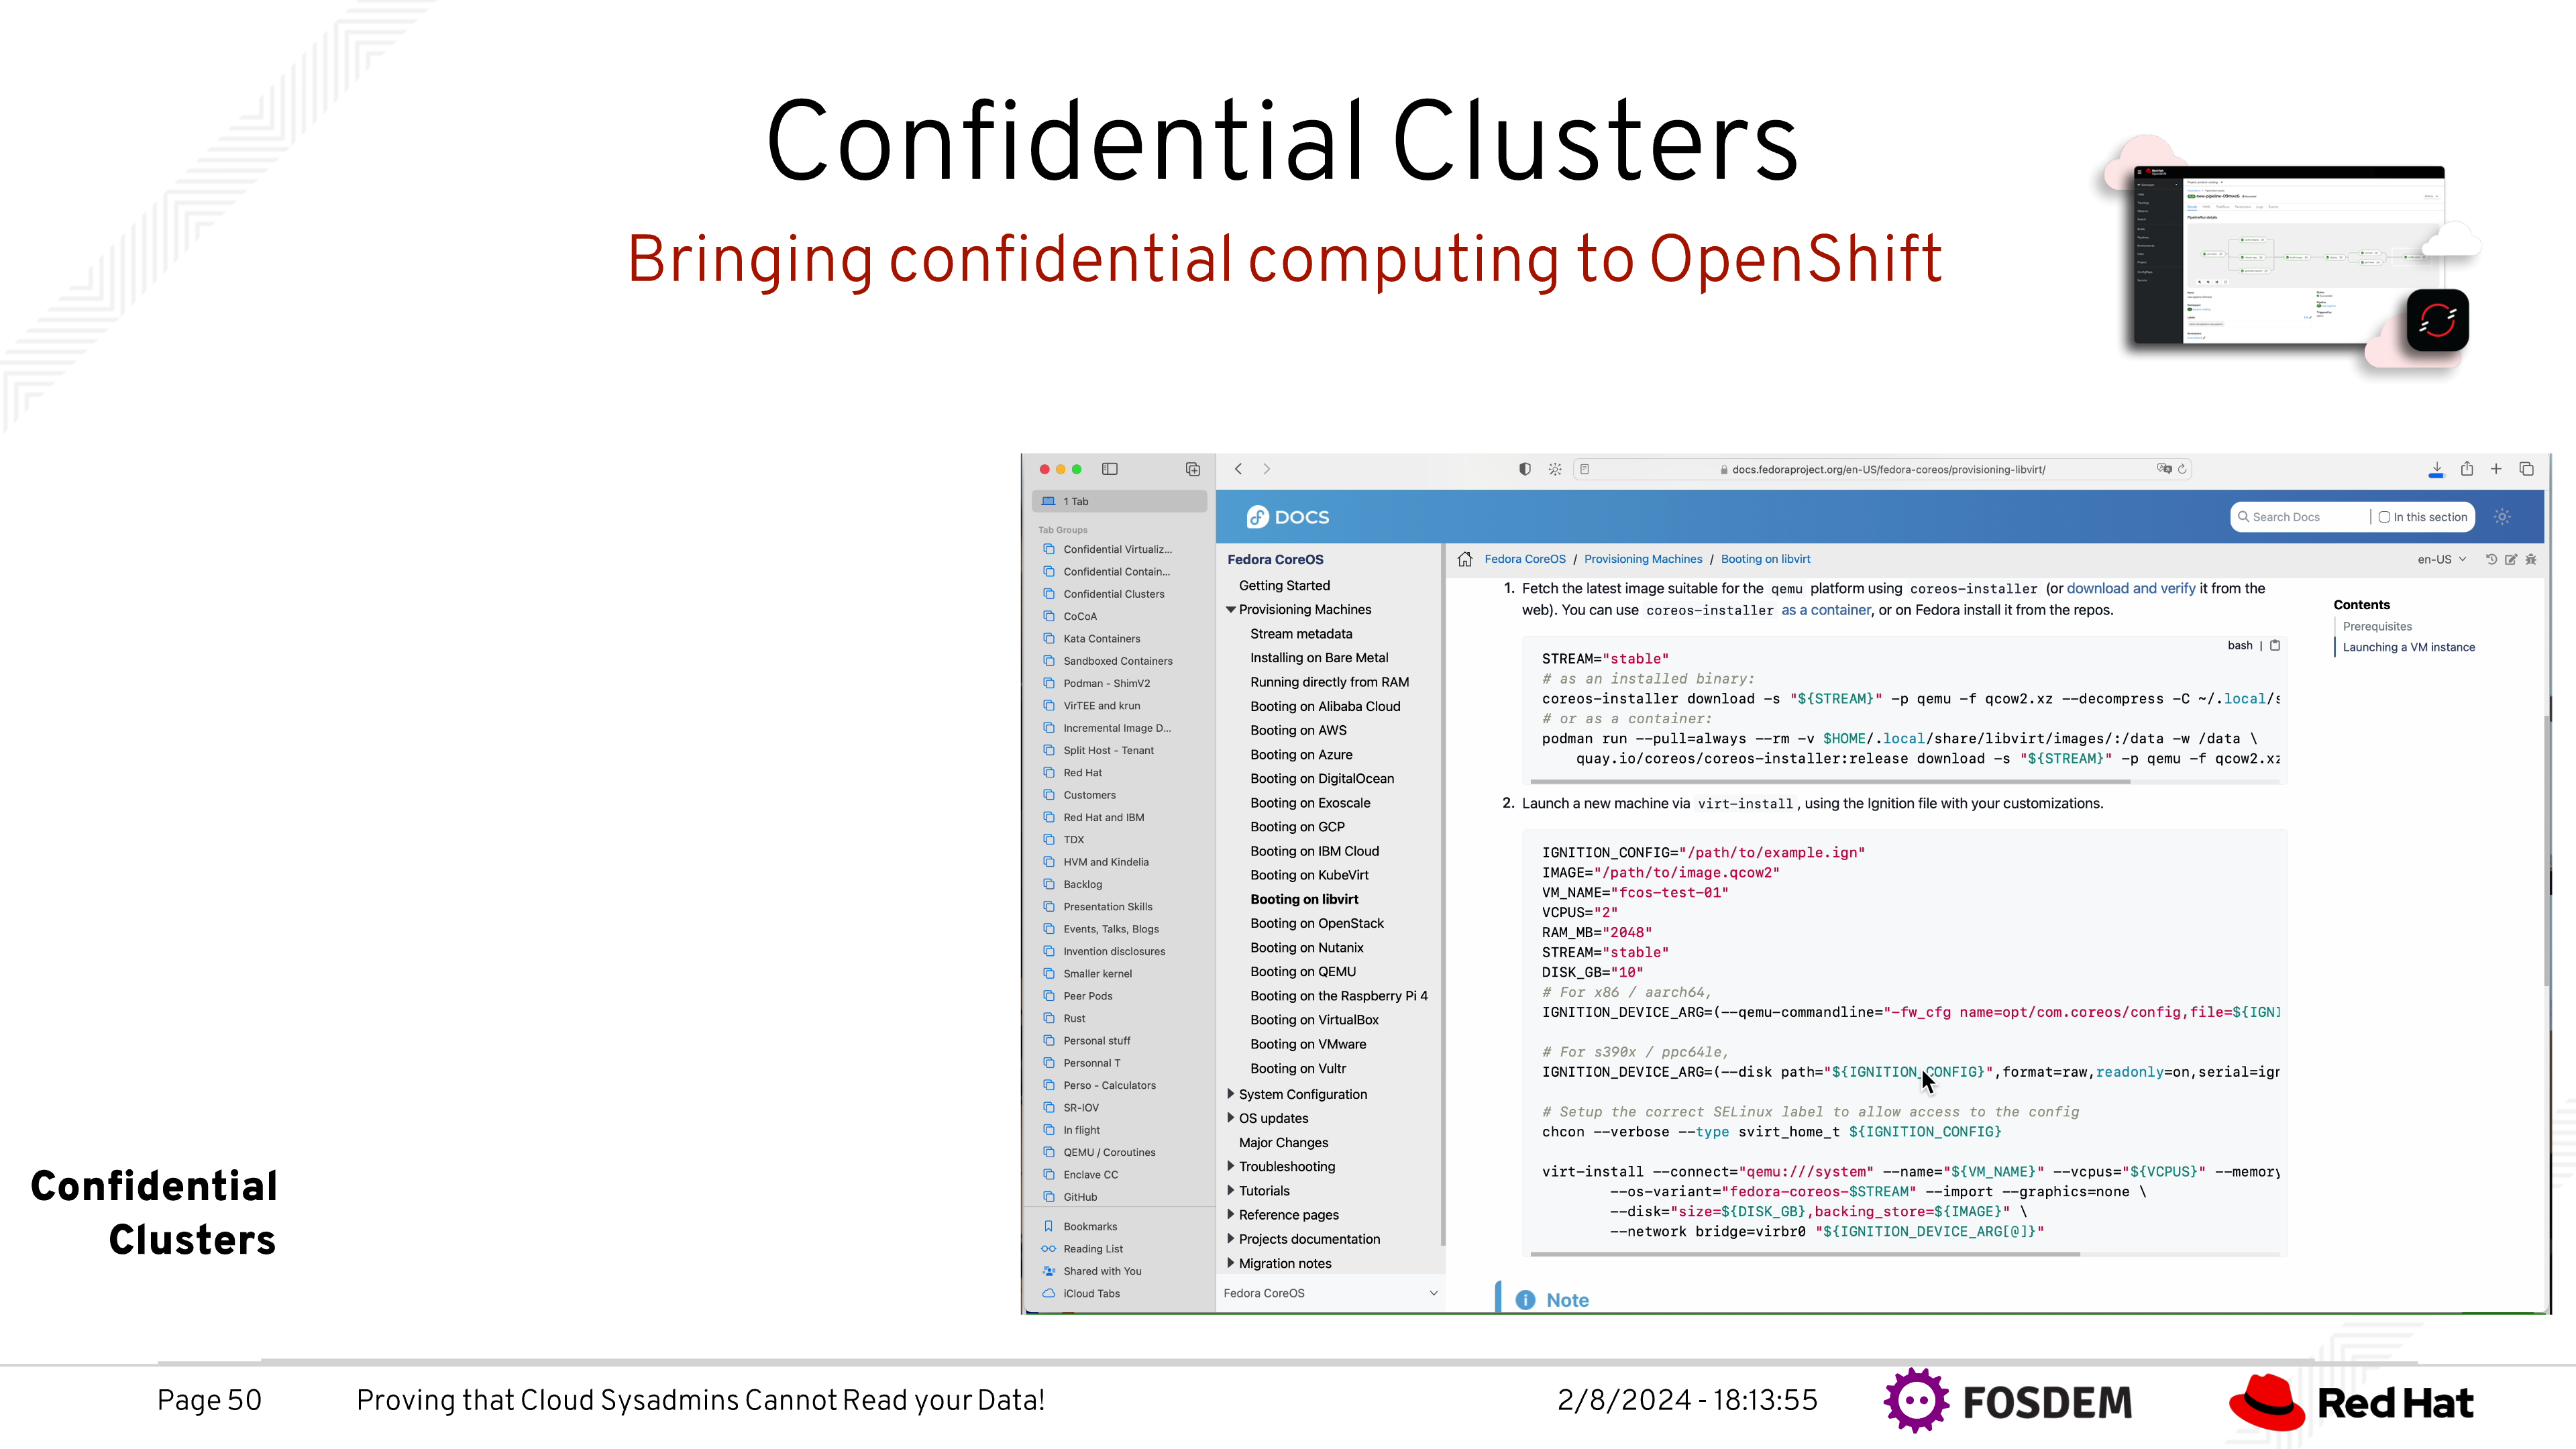 Confidential Clusters
Bringing confidential computing to OpenShift
1 Tab
docs.fedoraproject.org/en-US/fedora-coreos/provisioning-libvirt/
Tab Groups
Confidential Virtualiz...
Confidential Contain...
Confidential Clusters
CoCoA
Kata Containers
Sandboxed Containers
Podman - ShimV2
VirTEE and krun
Incremental Image D...
Split Host - Tenant
Red Hat
Customers
Red Hat and IBM
TDX
HVM and Kindelia
Backlog
Presentation Skills
Events, Talks, Blogs
Invention disclosures
Smaller kernel
Peer Pods
Rust
Personal stuff
Personnal T
Perso - Calculators
SR-IOV
In flight
QEMU / Coroutines
Enclave CC
GitHub
Bookmarks
Reading List
Shared with You
iCloud Tabs
DOCS
Search Docs
In this section
Fedora CoreOS
Getting Started
Provisioning Machines
Stream metadata
Installing on Bare Metal
Running directly from RAM
Booting on Alibaba Cloud
Booting on AWS
Booting on Azure
Booting on DigitalOcean
Booting on Exoscale
Booting on GCP
Booting on IBM Cloud
Booting on KubeVirt
Booting on libvirt
Booting on OpenStack
Booting on Nutanix
Booting on QEMU
Booting on the Raspberry Pi 4
Booting on VirtualBox
Booting on VMware
Booting on Vultr
System Configuration
OS updates
Major Changes
Troubleshooting
Tutorials
Reference pages
Projects documentation
Migration notes
Fedora CoreOS
Fedora CoreOS / Provisioning Machines / Booting on libvirt
en-US
1. Fetch the latest image suitable for the qemu platform using coreos-installer (or download and verify it from the
web). You can use coreos-installer as a container, or on Fedora install it from the repos.
bash |
STREAM="stable"
# as an installed binary:
coreos-installer download -s "${STREAM}" -p qemu -f qcow2.xz --decompress -C ~/.local/s
# or as a container:
podman run --pull=always --rm -v $HOME/.local/share/libvirt/images/:/data -w /data \
quay.io/coreos/coreos-installer:release download -s "${STREAM}" -p qemu -f qcow2.xz
2. Launch a new machine via virt-install, using the Ignition file with your customizations.
IGNITION_CONFIG="/path/to/example.ign"
IMAGE="/path/to/image.qcow2"
VM_NAME="fcos-test-01"
VCPUS="2"
RAM_MB="2048"
STREAM="stable"
DISK_GB="10"
# For x86 / aarch64,
IGNITION_DEVICE_ARG=(--qemu-commandline="-fw_cfg name=opt/com.coreos/config,file=${IGNI
# For s390x / ppc64le,
IGNITION_DEVICE_ARG=(--disk path="${IGNITION_CONFIG}",format=raw,readonly=on,serial=ign
# Setup the correct SELinux label to allow access to the config
chcon --verbose --type svirt_home_t ${IGNITION_CONFIG}
virt-install --connect="qemu:///system" --name="${VM_NAME}" --vcpus="${VCPUS}" --memory
--os-variant="fedora-coreos-$STREAM" --import --graphics=none \
--disk="size=${DISK_GB},backing_store=${IMAGE}" \
--network bridge=virbr0 "${IGNITION_DEVICE_ARG[@]}"
Note
Contents
Prerequisites
Launching a VM instance
Confidential
Clusters
Page 50
Proving that Cloud Sysadmins Cannot Read your Data!
2/8/2024 - 18:13:55
FOSDEM
Red Hat